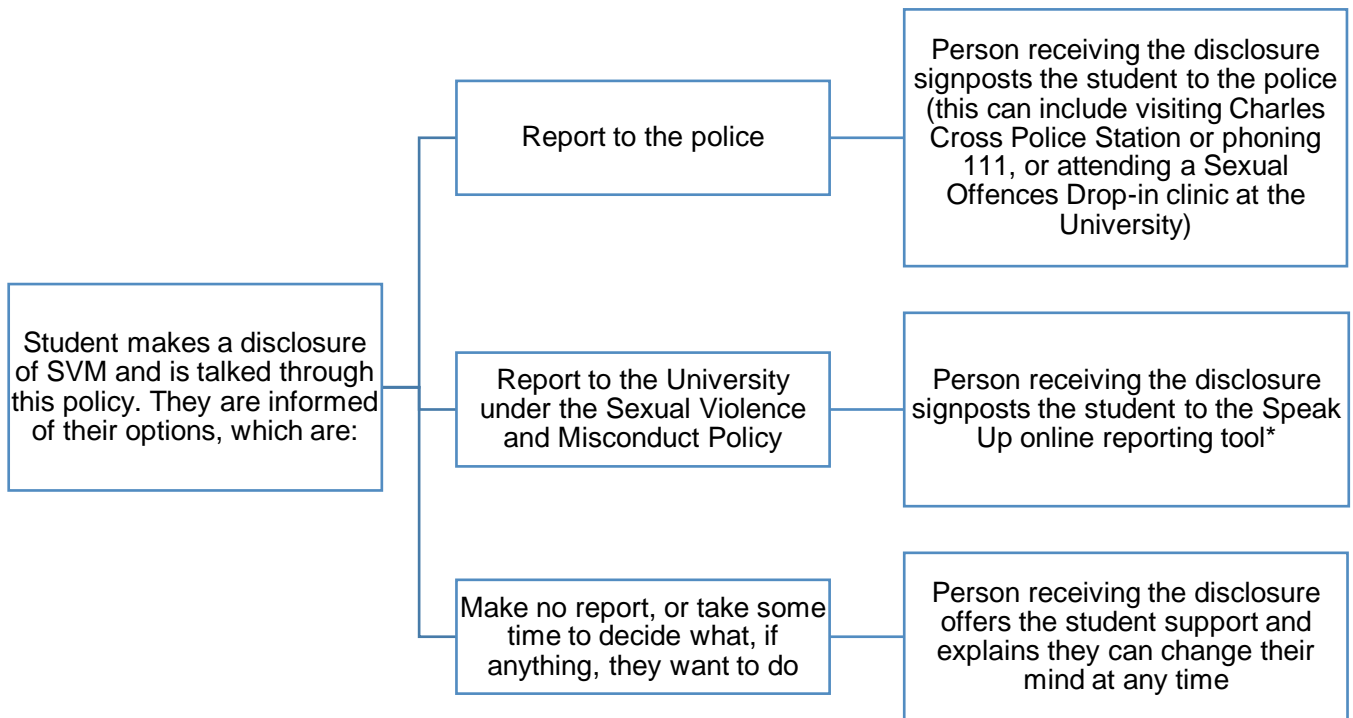 Student makes a disclosure
of SVM and is talked through
this policy. They are informed
of their options, which are:
Report to the police
Person receiving the disclosure
signposts the student to the police
(this can include visiting Charles
Cross Police Station or phoning
111, or attending a Sexual
Offences Drop-in clinic at the
University)
Report to the University
under the Sexual Violence
and Misconduct Policy
Person receiving the disclosure
signposts the student to the Speak
Up online reporting tool*
Make no report, or take some
time to decide what, if
anything, they want to do
Person receiving the disclosure
offers the student support and
explains they can change their
mind at any time